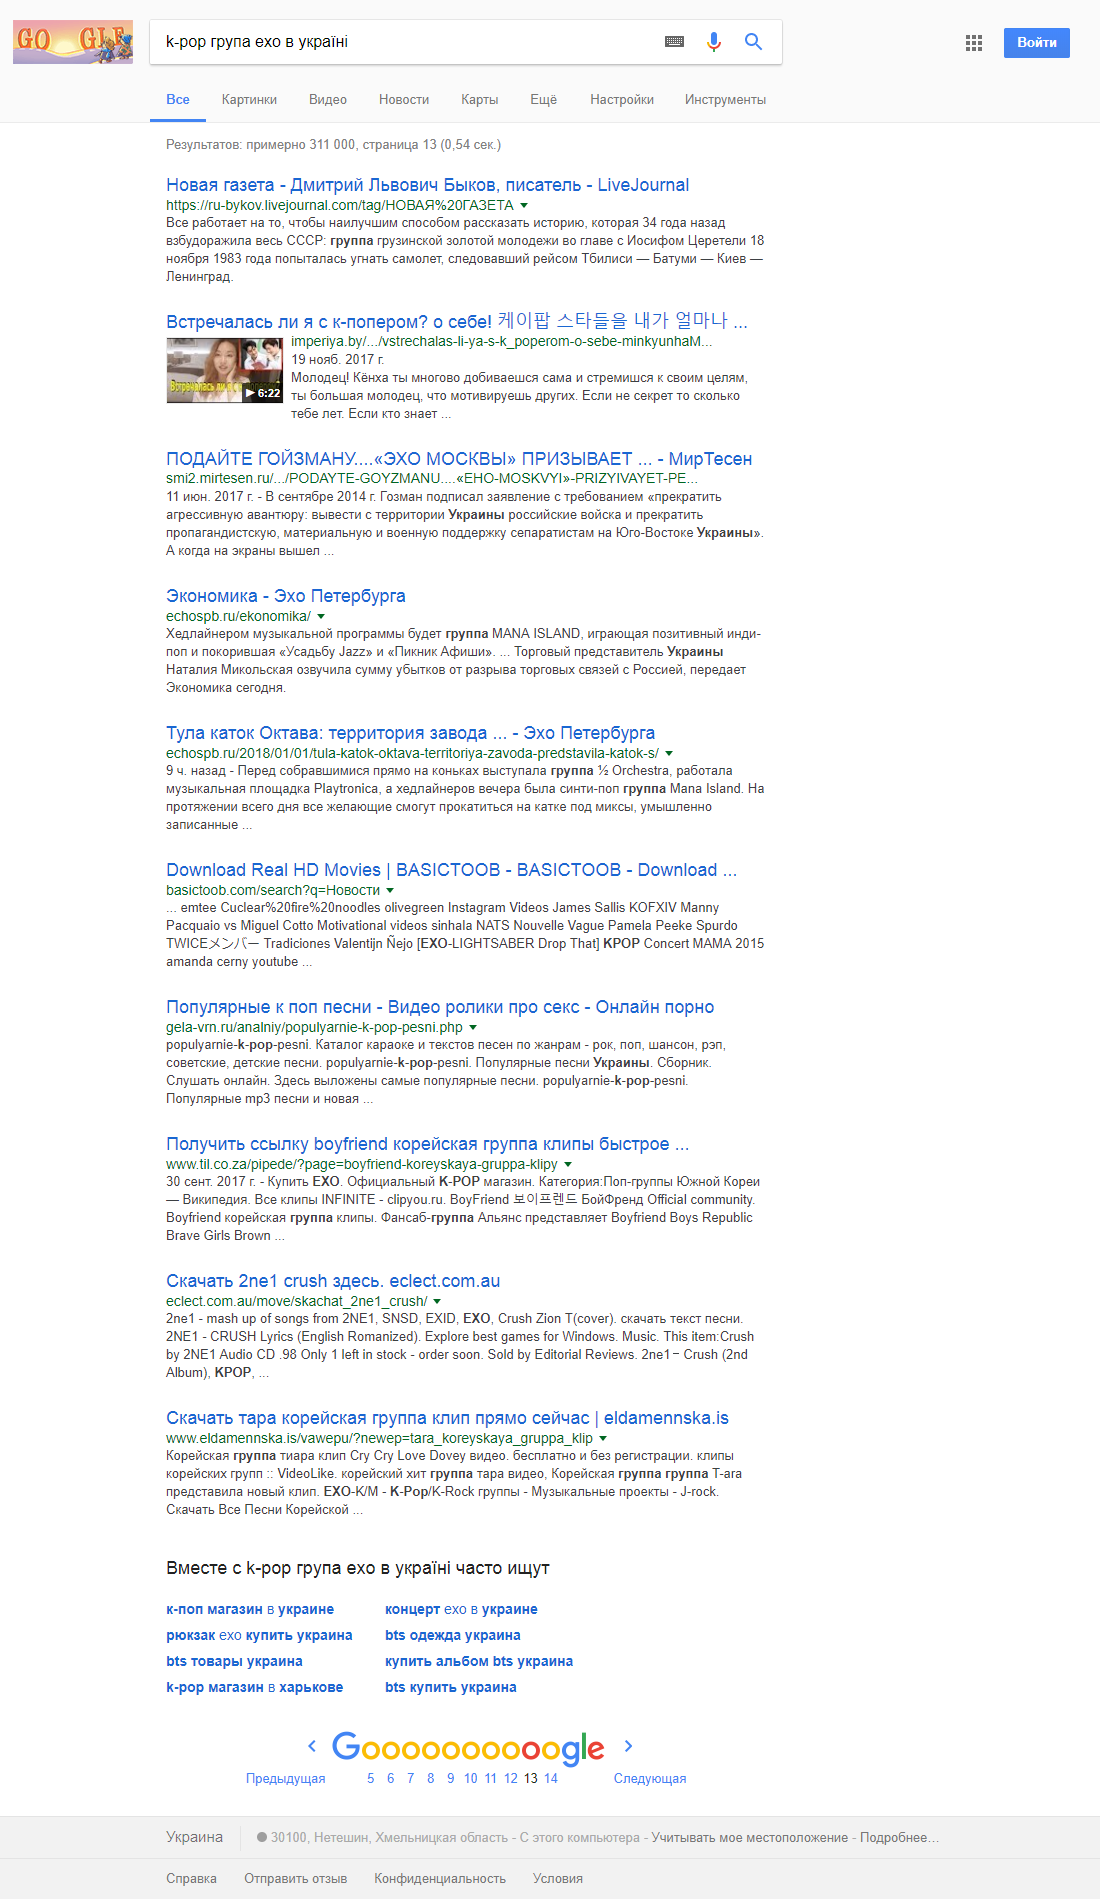 GO GLE
k-pop група exo в україні
Войти
Все Картинки Видео Новости Карты Ещё Настройки Инструменты
Результатов: примерно 311 000, страница 13 (0,54 сек.)
Новая газета - Дмитрий Львович Быков, писатель - LiveJournal
https://ru-bykov.livejournal.com/tag/НОВАЯ%20ГАЗЕТА
Все работает на то, чтобы наилучшим способом рассказать историю, которая 34 года назад
взбудоражила весь СССР: группа грузинской золотой молодежи во главе с Иосифом Церетели 18
ноября 1983 года попыталась угнать самолет, следовавший рейсом Тбилиси — Батуми — Киев —
Ленинград.
Встречалась ли я с к-попером? о себе! 케이팝 스타들을 내가 얼마나 ...
imperiya.by/.../vstrechalas-li-ya-s-k_poperom-o-sebe-minkyunhaM...
19 нояб. 2017 г.
Молодец! Кёнха ты многово добиваешся сама и стремишся к своим целям,
ты большая молодец, что мотивируешь других. Если не секрет то сколько
тебе лет. Если кто знает ...
6:22
ПОДАЙТЕ ГОЙЗМАНУ....«ЭХО МОСКВЫ» ПРИЗЫВАЕТ ... - МирТесен
smi2.mirtesen.ru/.../PODAYTE-GOYZMANU....«EHO-MOSKVYI»-PRIZYIVAYET-PE...
11 июн. 2017 г. - В сентябре 2014 г. Гозман подписал заявление с требованием «прекратить
агрессивную авантюру: вывести с территории Украины российские войска и прекратить
пропагандистскую, материальную и военную поддержку сепаратистам на Юго-Востоке Украины».
А когда на экраны вышел ...
Экономика - Эхо Петербурга
echospb.ru/ekonomika/
Хедлайнером музыкальной программы будет группа MANA ISLAND, играющая позитивный инди-
поп и покорившая «Усадьбу Jazz» и «Пикник Афиши». ... Торговый представитель Украины
Наталия Микольская озвучила сумму убытков от разрыва торговых связей с Россией, передает
Экономика сегодня.
Тула каток Октава: территория завода ... - Эхо Петербурга
echospb.ru/2018/01/01/tula-katok-oktava-territoriya-zavoda-predstavila-katok-s/
9 ч. назад - Перед собравшимися прямо на коньках выступала группа ½ Orchestra, работала
музыкальная площадка Playtronica, а хедлайнеров вечера была синти-поп группа Mana Island. На
протяжении всего дня все желающие смогут прокатиться на катке под миксы, умышленно
записанные ...
Download Real HD Movies | BASICTOOB - BASICTOOB - Download ...
basictoob.com/search?q=Новости
... emtee Cuclear%20fire%20noodles olivegreen Instagram Videos James Sallis KOFXIV Manny
Pacquaio vs Miguel Cotto Motivational videos sinhala NATS Nouvelle Vague Pamela Peeke Spurdo
TWICEメンバー Tradiciones Valentijn Ñejo [EXO-LIGHTSABER Drop That] KPOP Concert MAMA 2015
amanda cerny youtube ...
Популярные к поп песни - Видео ролики про секс - Онлайн порно
gela-vrn.ru/analniy/populyarnie-k-pop-pesni.php
populyarnie-k-pop-pesni. Каталог караоке и текстов песен по жанрам - рок, поп, шансон, рэп,
советские, детские песни. populyarnie-k-pop-pesni. Популярные песни Украины. Сборник.
Слушать онлайн. Здесь выложены самые популярные песни. populyarnie-k-pop-pesni.
Популярные mp3 песни и новая ...
Получить ссылку boyfriend корейская группа клипы быстрое ...
www.til.co.za/pipede/?page=boyfriend-koreyskaya-gruppa-klipy
30 сент. 2017 г. - Купить EXO. Официальный K-POP магазин. Категория:Поп-группы Южной Кореи
— Википедия. Все клипы INFINITE - clipyou.ru. BoyFriend 보이프렌드 БойФренд Official community.
Boyfriend корейская группа клипы. Фансаб-группа Альянс представляет Boyfriend Boys Republic
Brave Girls Brown ...
Скачать 2ne1 crush здесь. eclect.com.au
eclect.com.au/move/skachat_2ne1_crush/
2ne1 - mash up of songs from 2NE1, SNSD, EXID, EXO, Crush Zion T(cover). скачать текст песни.
2NE1 - CRUSH Lyrics (English Romanized). Explore best games for Windows. Music. This item:Crush
by 2NE1 Audio CD .98 Only 1 left in stock - order soon. Sold by Editorial Reviews. 2ne1– Crush (2nd
Album), KPOP, ...
Скачать тара корейская группа клип прямо сейчас | eldamennska.is
www.eldamennska.is/vawepu/?newep=tara_koreyskaya_gruppa_klip
Корейская группа тиара клип Cry Cry Love Dovey видео. бесплатно и без регистрации. клипы
корейских групп :: VideoLike. корейский хит группа тара видео, Корейская группа группа T-ara
представила новый клип. EXO-K/M - K-Pop/K-Rock группы - Музыкальные проекты - J-rock.
Скачать Все Песни Корейской ...
Вместе с k-pop група exo в україні часто ищут
к-поп магазин в украине концерт exo в украине
рюкзак exo купить украина bts одежда украина
bts товары украина купить альбом bts украина
k-pop магазин в харькове bts купить украина
Goooooooooogle
Предыдущая 5 6 7 8 9 10 11 12 13 14 Следующая
Украина 30100, Нетешин, Хмельницкая область - С этого компьютера - Учитывать мое местоположение - Подробнее…
Справка Отправить отзыв Конфиденциальность Условия